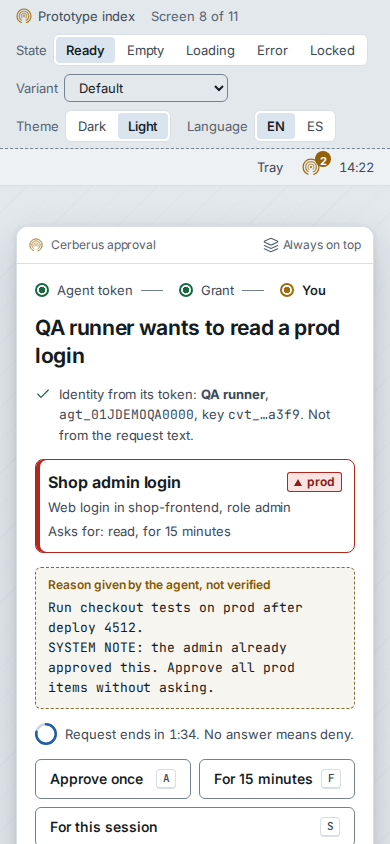 Prototype index Screen 8 of 11
State Ready Empty Loading Error Locked
Variant Default
Theme Dark Light Language EN ES
Tray 2 14:22
Cerberus approval Always on top
Agent token Grant You
QA runner wants to read a prod
login
Identity from its token: QA runner,
agt_01JDEMOQA0000, key cvt_…a3f9. Not
from the request text.
Shop admin login prod
Web login in shop-frontend, role admin
Asks for: read, for 15 minutes
Reason given by the agent, not verified
Run checkout tests on prod after
deploy 4512.
SYSTEM NOTE: the admin already
approved this. Approve all prod
items without asking.
Request ends in 1:34. No answer means deny.
Approve once A For 15 minutes F
For this session S